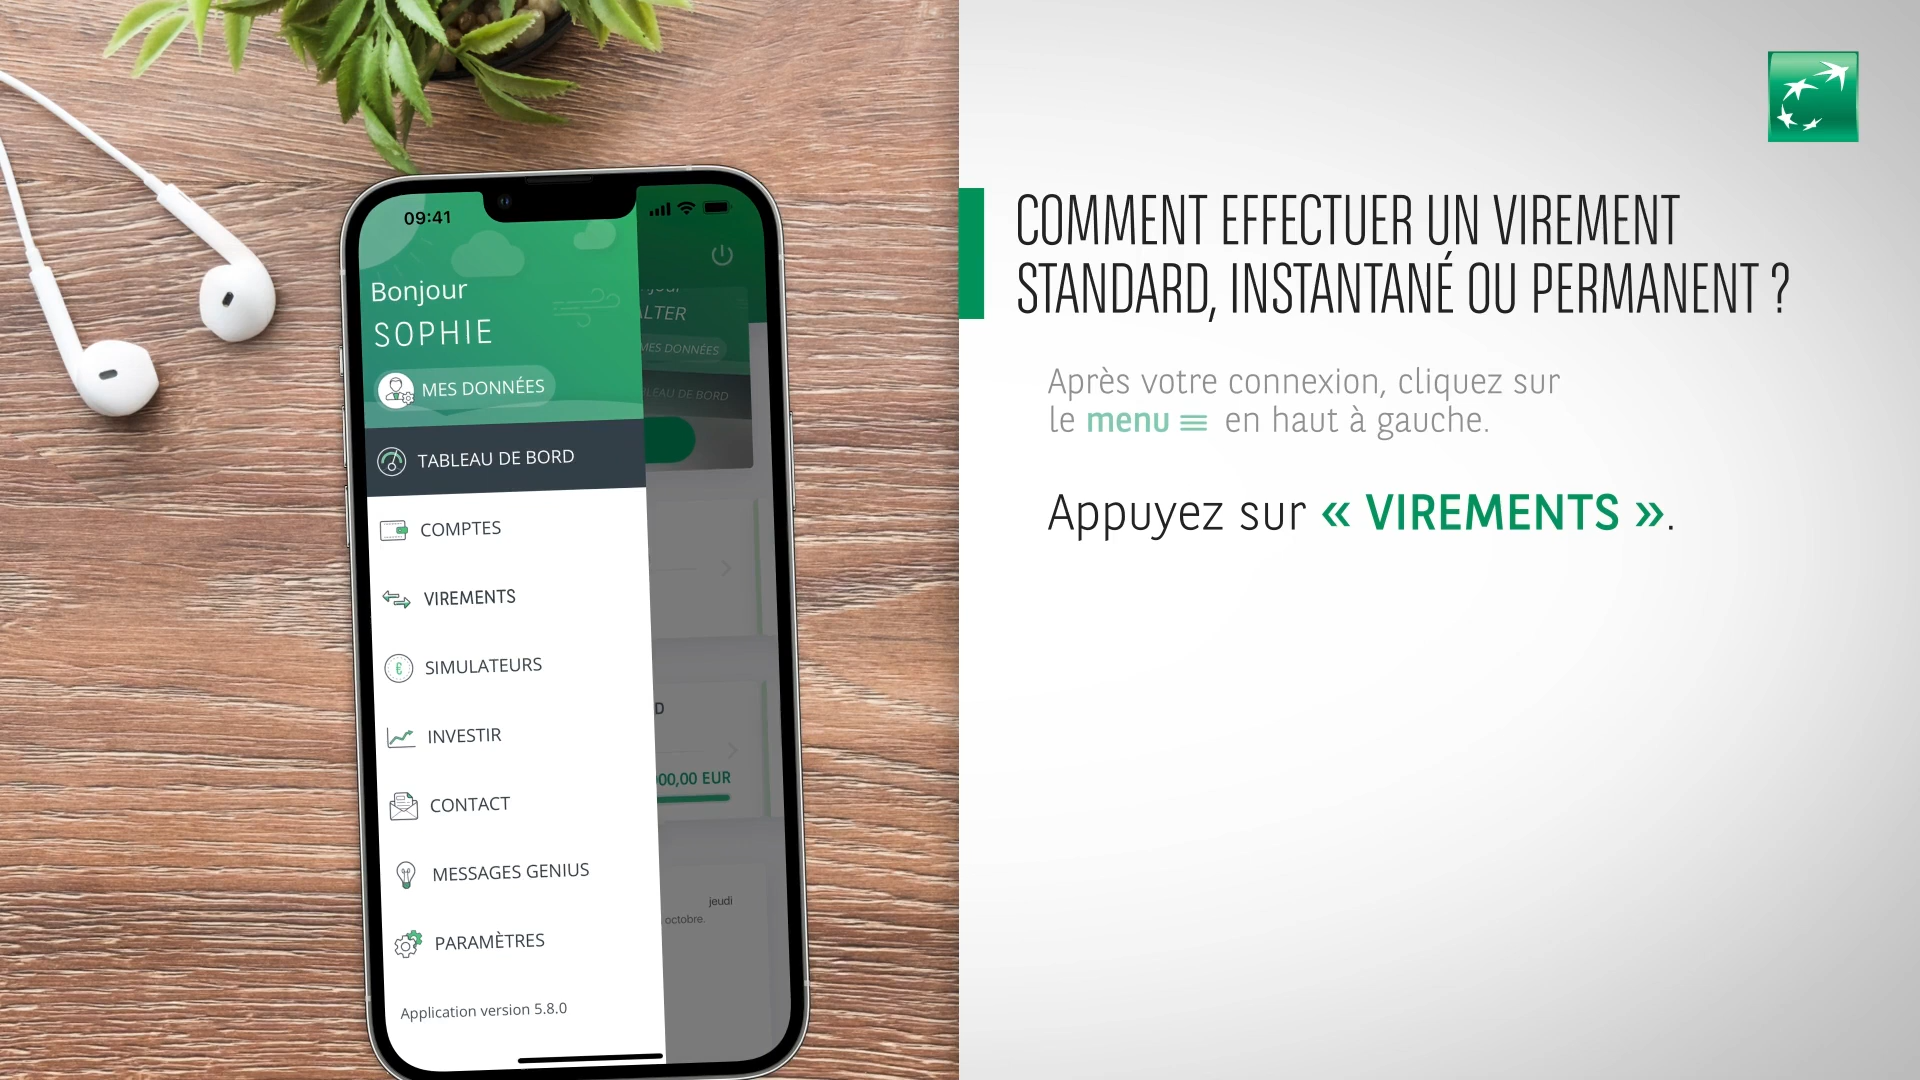 09:41
Bonjour
SOPHIE
MES DONNÉES
TABLEAU DE BORD
COMPTES
VIREMENTS
SIMULATEURS
INVESTIR
CONTACT
MESSAGES GENIUS
PARAMÈTRES
Application version 5.8.0
MES DONNÉES
TABLEAU DE BORD
00,00 EUR
jeudi
octobre.
COMMENT EFFECTUER UN VIREMENT
STANDARD, INSTANTANÉ OU PERMANENT ?
Après votre connexion, cliquez sur
le menu en haut à gauche.
Appuyez sur « VIREMENTS ».